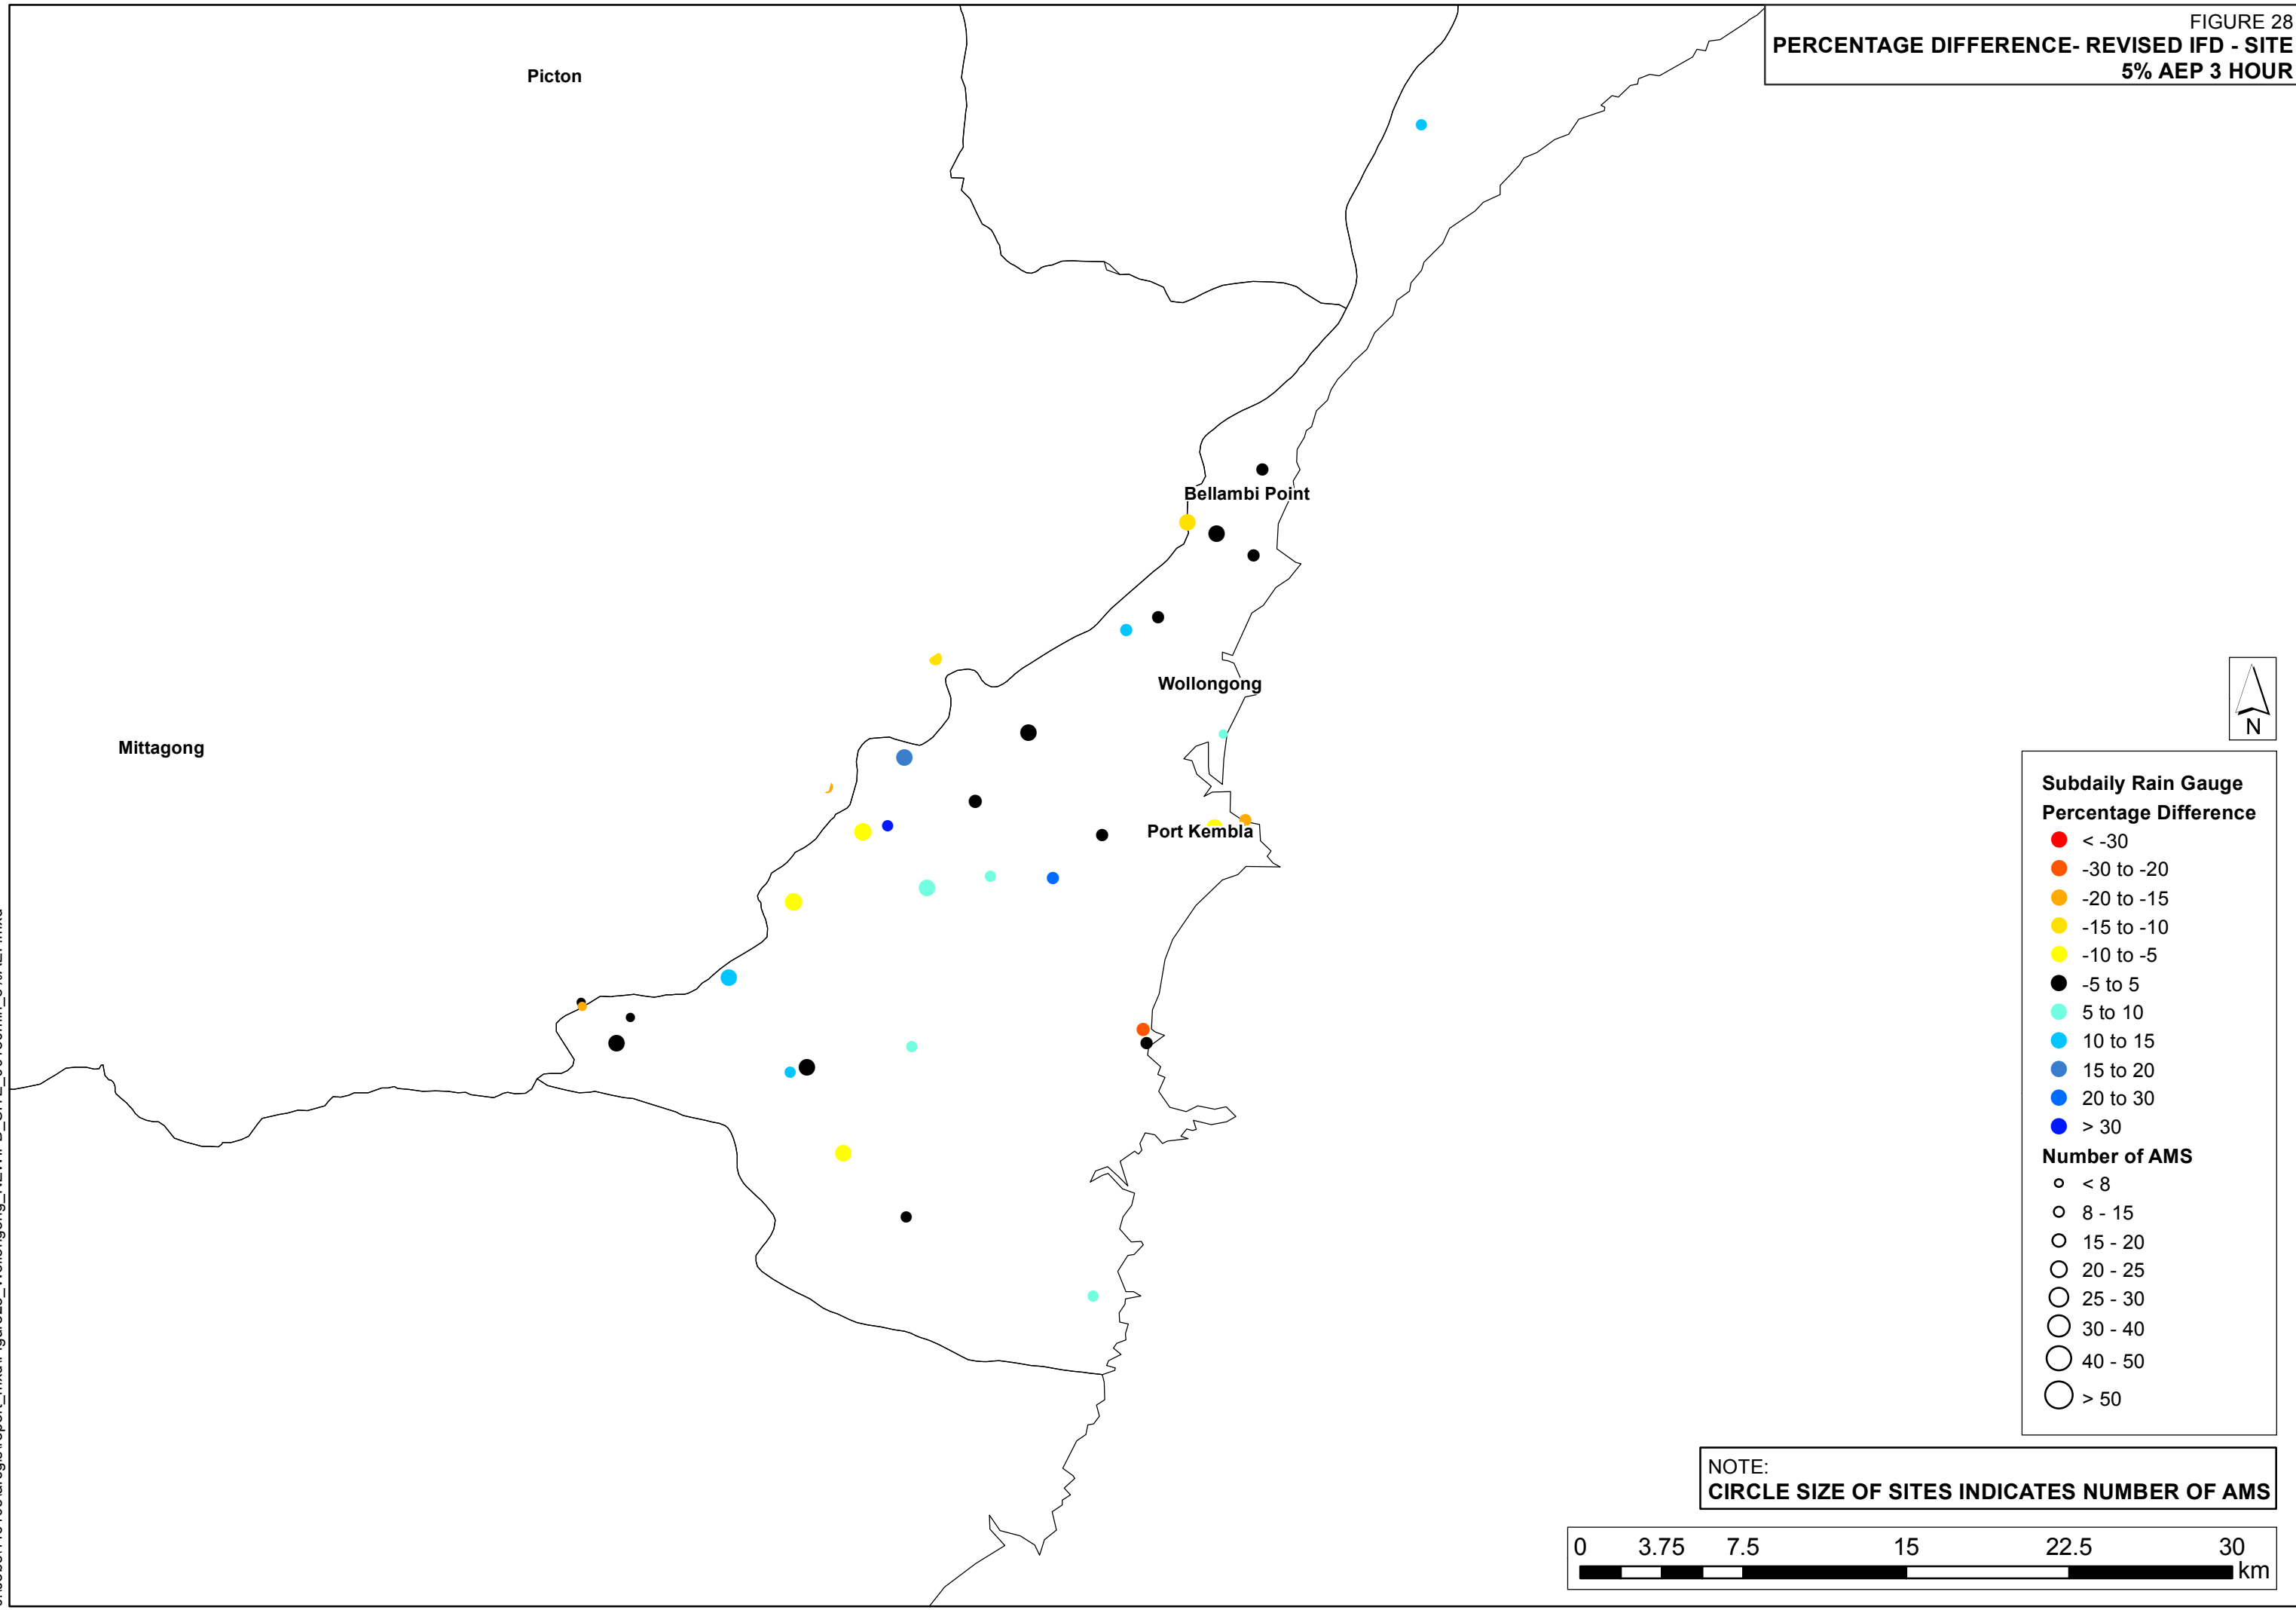 FIGURE 28
PERCENTAGE DIFFERENCE- REVISED IFD - SITE
5% AEP 3 HOUR
Picton
Bellambi Point
Wollongong
Mittagong
Port Kembla
N
Subdaily Rain Gauge
Percentage Difference
< -30
-30 to -20
-20 to -15
-15 to -10
-10 to -5
-5 to 5
5 to 10
10 to 15
15 to 20
20 to 30
> 30
Number of AMS
< 8
8 - 15
15 - 20
20 - 25
25 - 30
30 - 40
40 - 50
> 50
NOTE:
CIRCLE SIZE OF SITES INDICATES NUMBER OF AMS
0 3.75 7.5 15 22.5 30
km